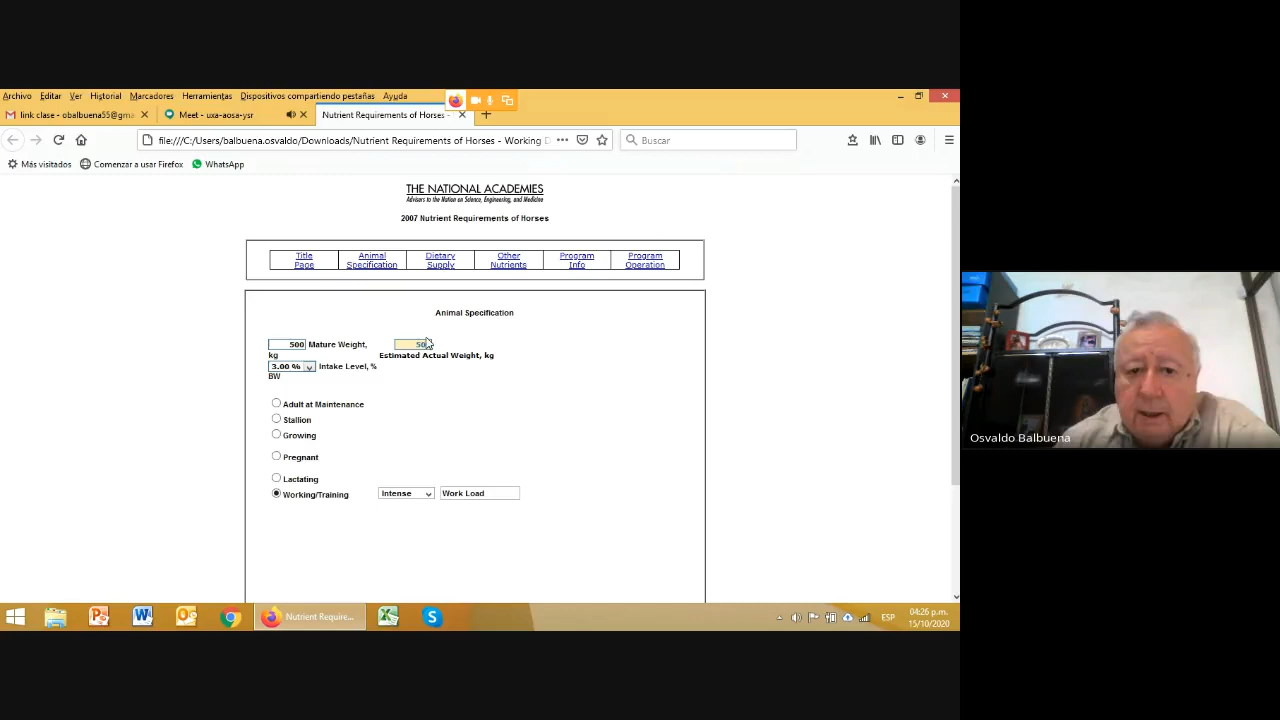 Archivo Editar Ver Historial Marcadores Herramientas Dispositivos compartiendo pestañas Ayuda
link clase - obalbuena55@gma
Meet - uxa-aosa-ysr
Nutrient Requirements of Horses -
file:///C:/Users/balbuena.osvaldo/Downloads/Nutrient Requirements of Horses - Working D
Buscar
Más visitados
Comenzar a usar Firefox
WhatsApp
THE NATIONAL ACADEMIES
Advisers to the Nation on Science, Engineering, and Medicine
2007 Nutrient Requirements of Horses
Title Page
Animal Specification
Dietary Supply
Other Nutrients
Program Info
Program Operation
Animal Specification
500 Mature Weight, kg
Estimated Actual Weight, kg
3.00 % Intake Level, % BW
Adult at Maintenance
Stallion
Growing
Pregnant
Lactating
Working/Training Intense Work Load
Osvaldo Balbuena
Nutrient Require...
ESP
04:26 p.m.
15/10/2020